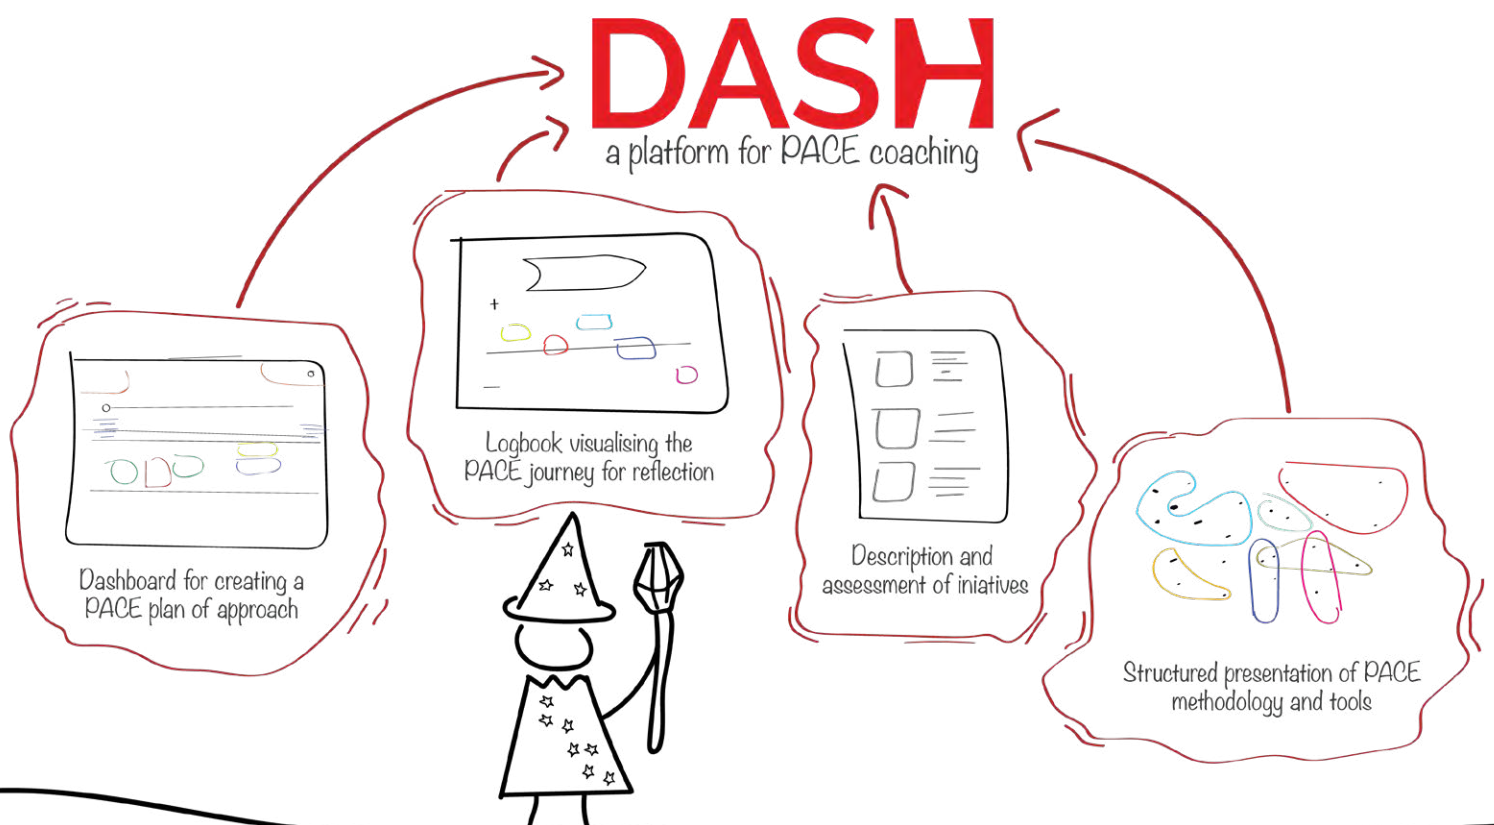 DASH
a platform for PACE coaching
Logbook visualising the
PACE journey for reflection
Dashboard for creating a
PACE plan of approach
Description and
assessment of iniatives
Structured presentation of PACE
methodology and tools